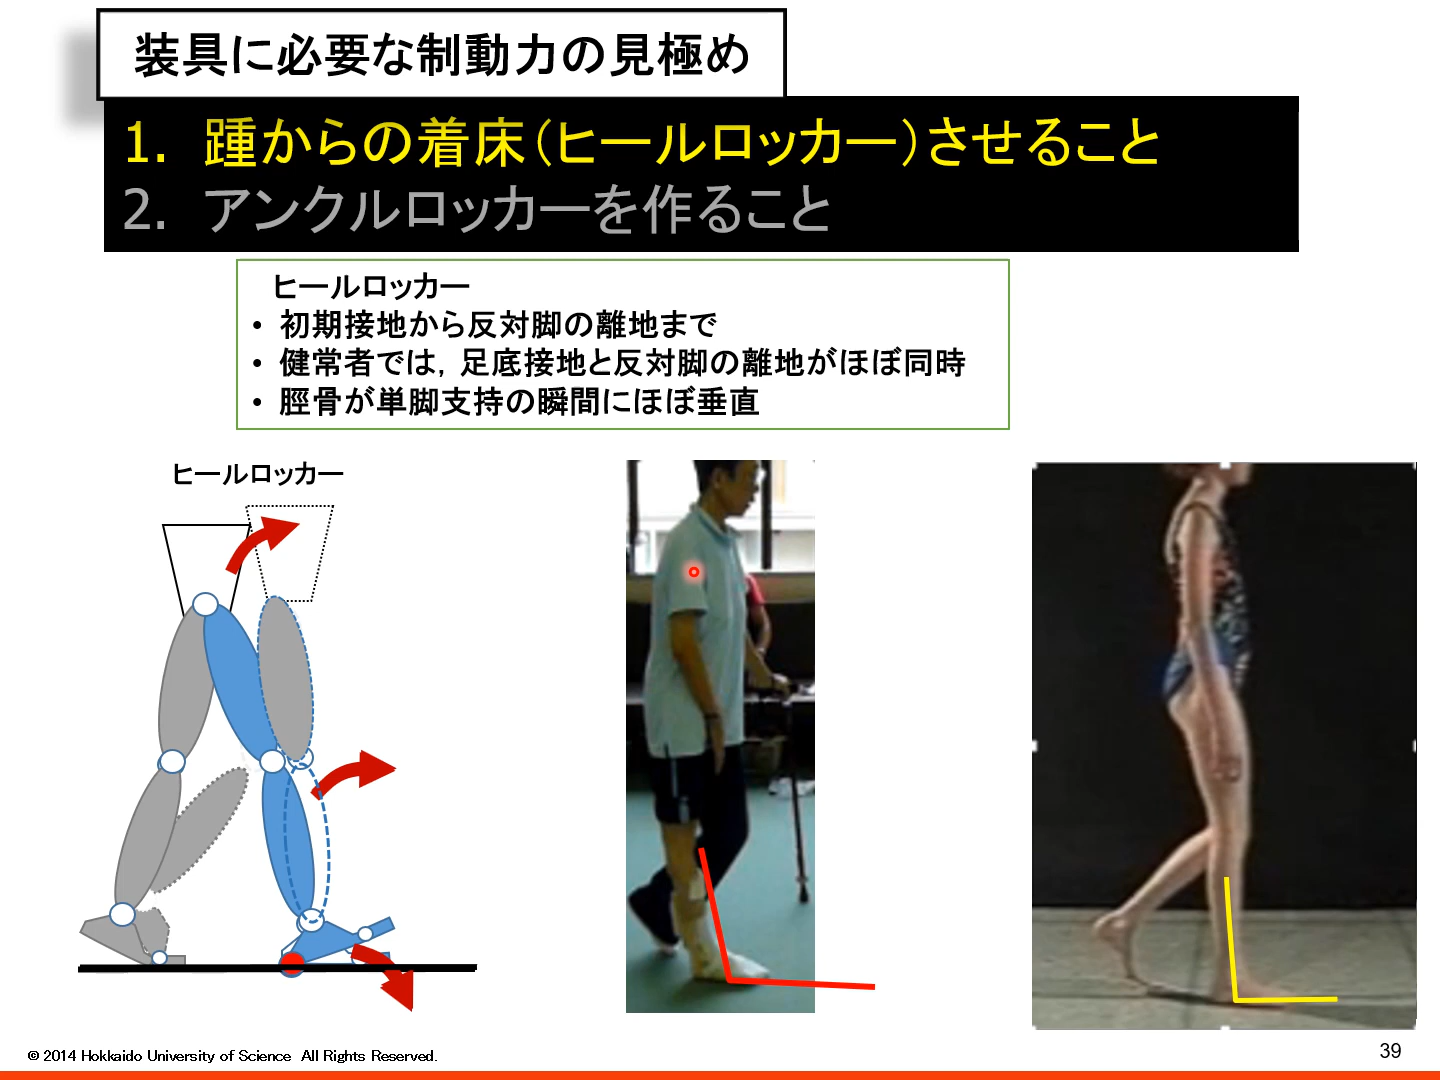 装具に必要な制動力の見極め
1. 踵からの着床（ヒールロッカー）させること
2. アンクルロッカーを作ること
ヒールロッカー
• 初期接地から反対脚の離地まで
• 健常者では，足底接地と反対脚の離地がほぼ同時
• 脛骨が単脚支持の瞬間にほぼ垂直
ヒールロッカー
© 2014 Hokkaido University of Science All Rights Reserved.
39